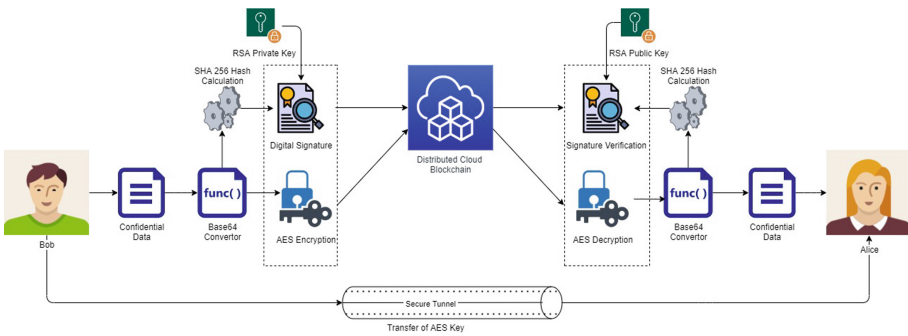 RSA Private Key
RSA Public Key
SHA 256 Hash
Calculation
SHA 256 Hash
Calculation
Digital Signature
Distributed Cloud
Blockchain
Signature Verification
func( )
func( )
Bob
Confidential
Data
Base64
Convertor
AES Encryption
AES Decryption
Base64
Convertor
Confidential
Data
Alice
Secure Tunnel
Transfer of AES Key